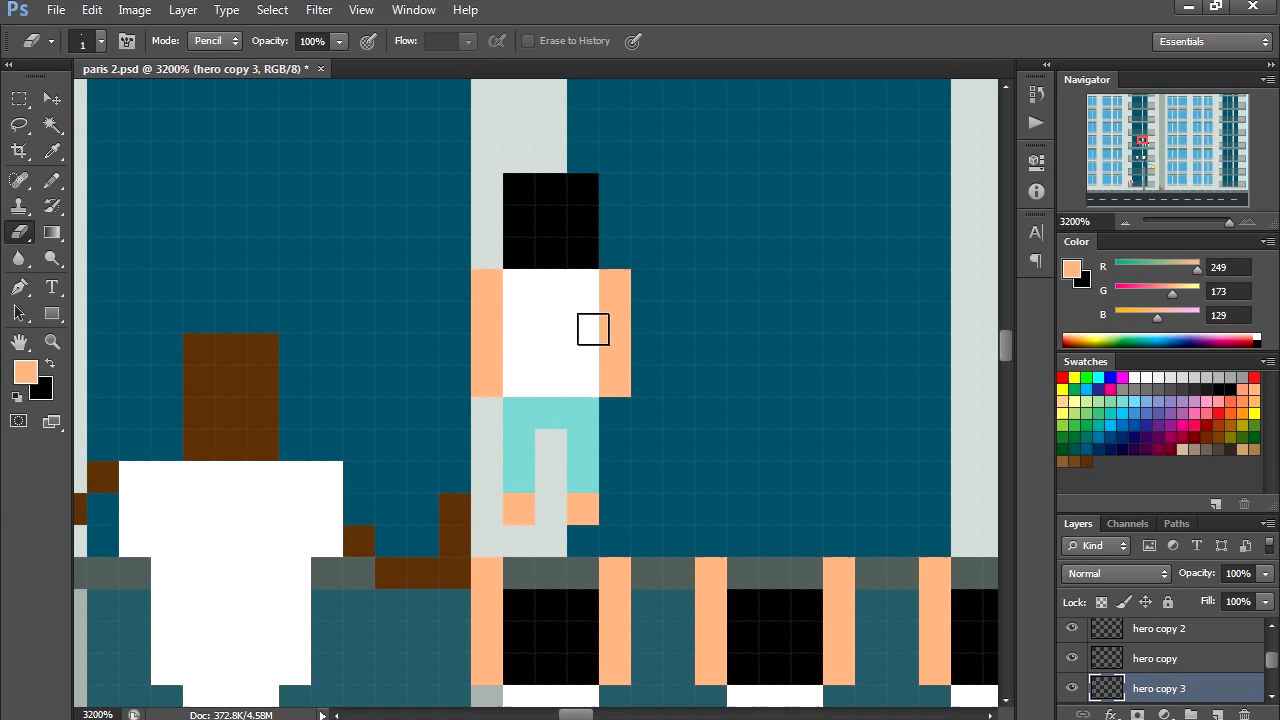 Ps File Edit Image Layer Type Select Filter View Window Help
1 Mode: Pencil Opacity: 100% Flow: Erase to History Essentials
paris 2.psd @ 3200% (hero copy 3, RGB/8) * ×
Navigator
3200%
Color
R 249
G 173
B 129
Swatches
Layers Channels Paths
Kind
Normal Opacity: 100%
Lock: Fill: 100%
hero copy 2
hero copy
hero copy 3
3200% Doc: 372.8K/4.58M